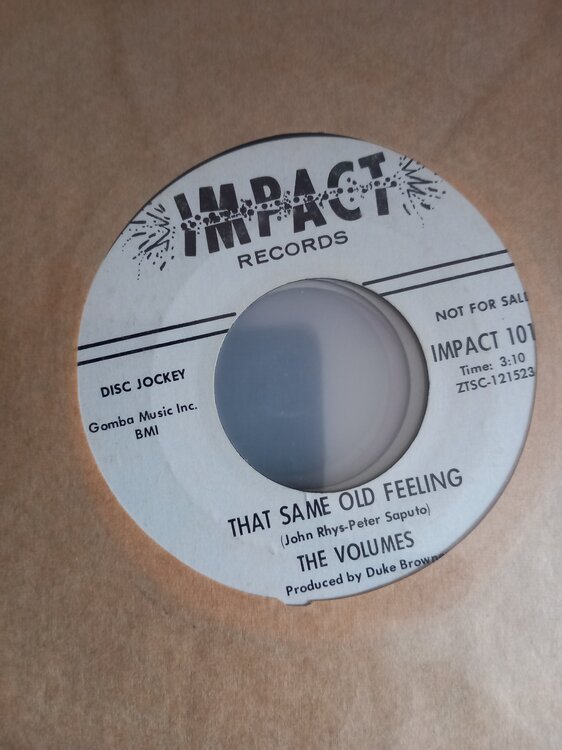 IMPACT
RECORDS
NOT FOR SAL
IMPACT 101
Time: 3:10
ZTSC-121523
DISC JOCKEY
Gomba Music Inc.
BMI
THAT SAME OLD FEELING
(John Rhys-Peter Saputo)
THE VOLUMES
Produced by Duke Browne